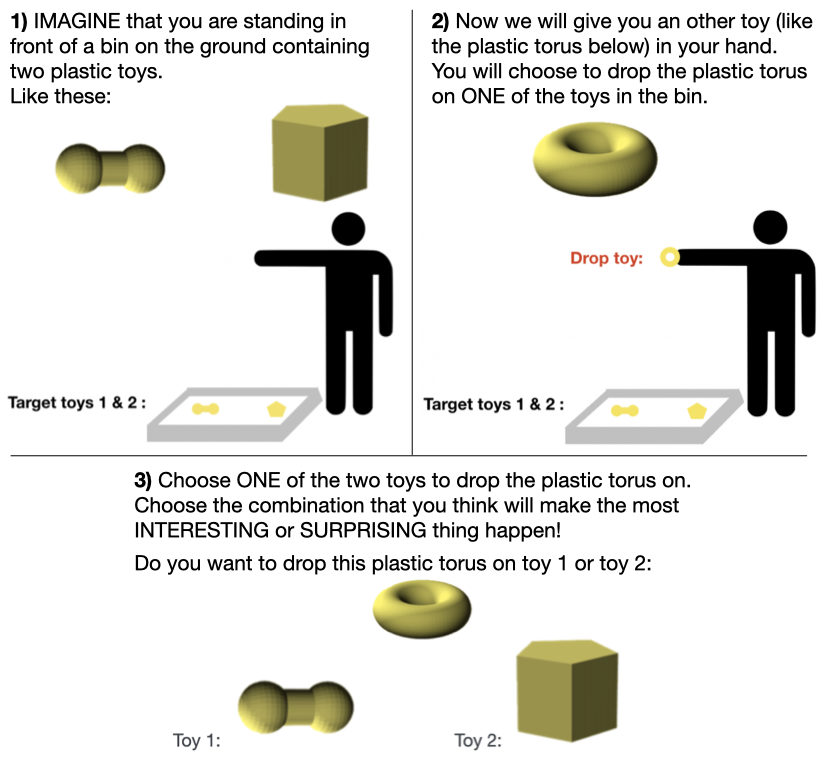 1) IMAGINE that you are standing in
front of a bin on the ground containing
two plastic toys.
Like these:
Target toys 1 & 2 :
2) Now we will give you an other toy (like
the plastic torus below) in your hand.
You will choose to drop the plastic torus
on ONE of the toys in the bin.
Drop toy:
Target toys 1 & 2 :
3) Choose ONE of the two toys to drop the plastic torus on.
Choose the combination that you think will make the most
INTERESTING or SURPRISING thing happen!
Do you want to drop this plastic torus on toy 1 or toy 2:
Toy 1:
Toy 2: